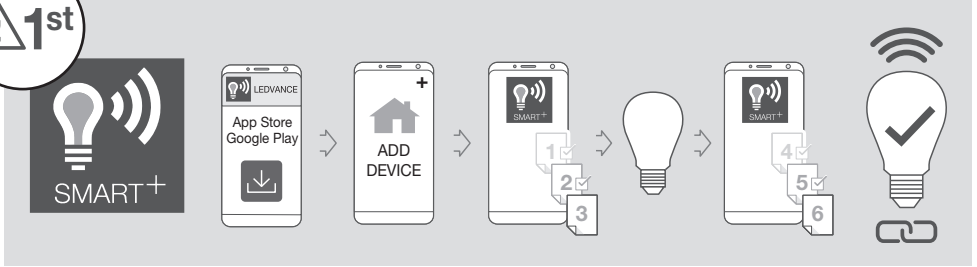 1st
SMART+
LEDVANCE
App Store
Google Play
+
ADD
DEVICE
SMART+
1
2
3
SMART+
4
5
6